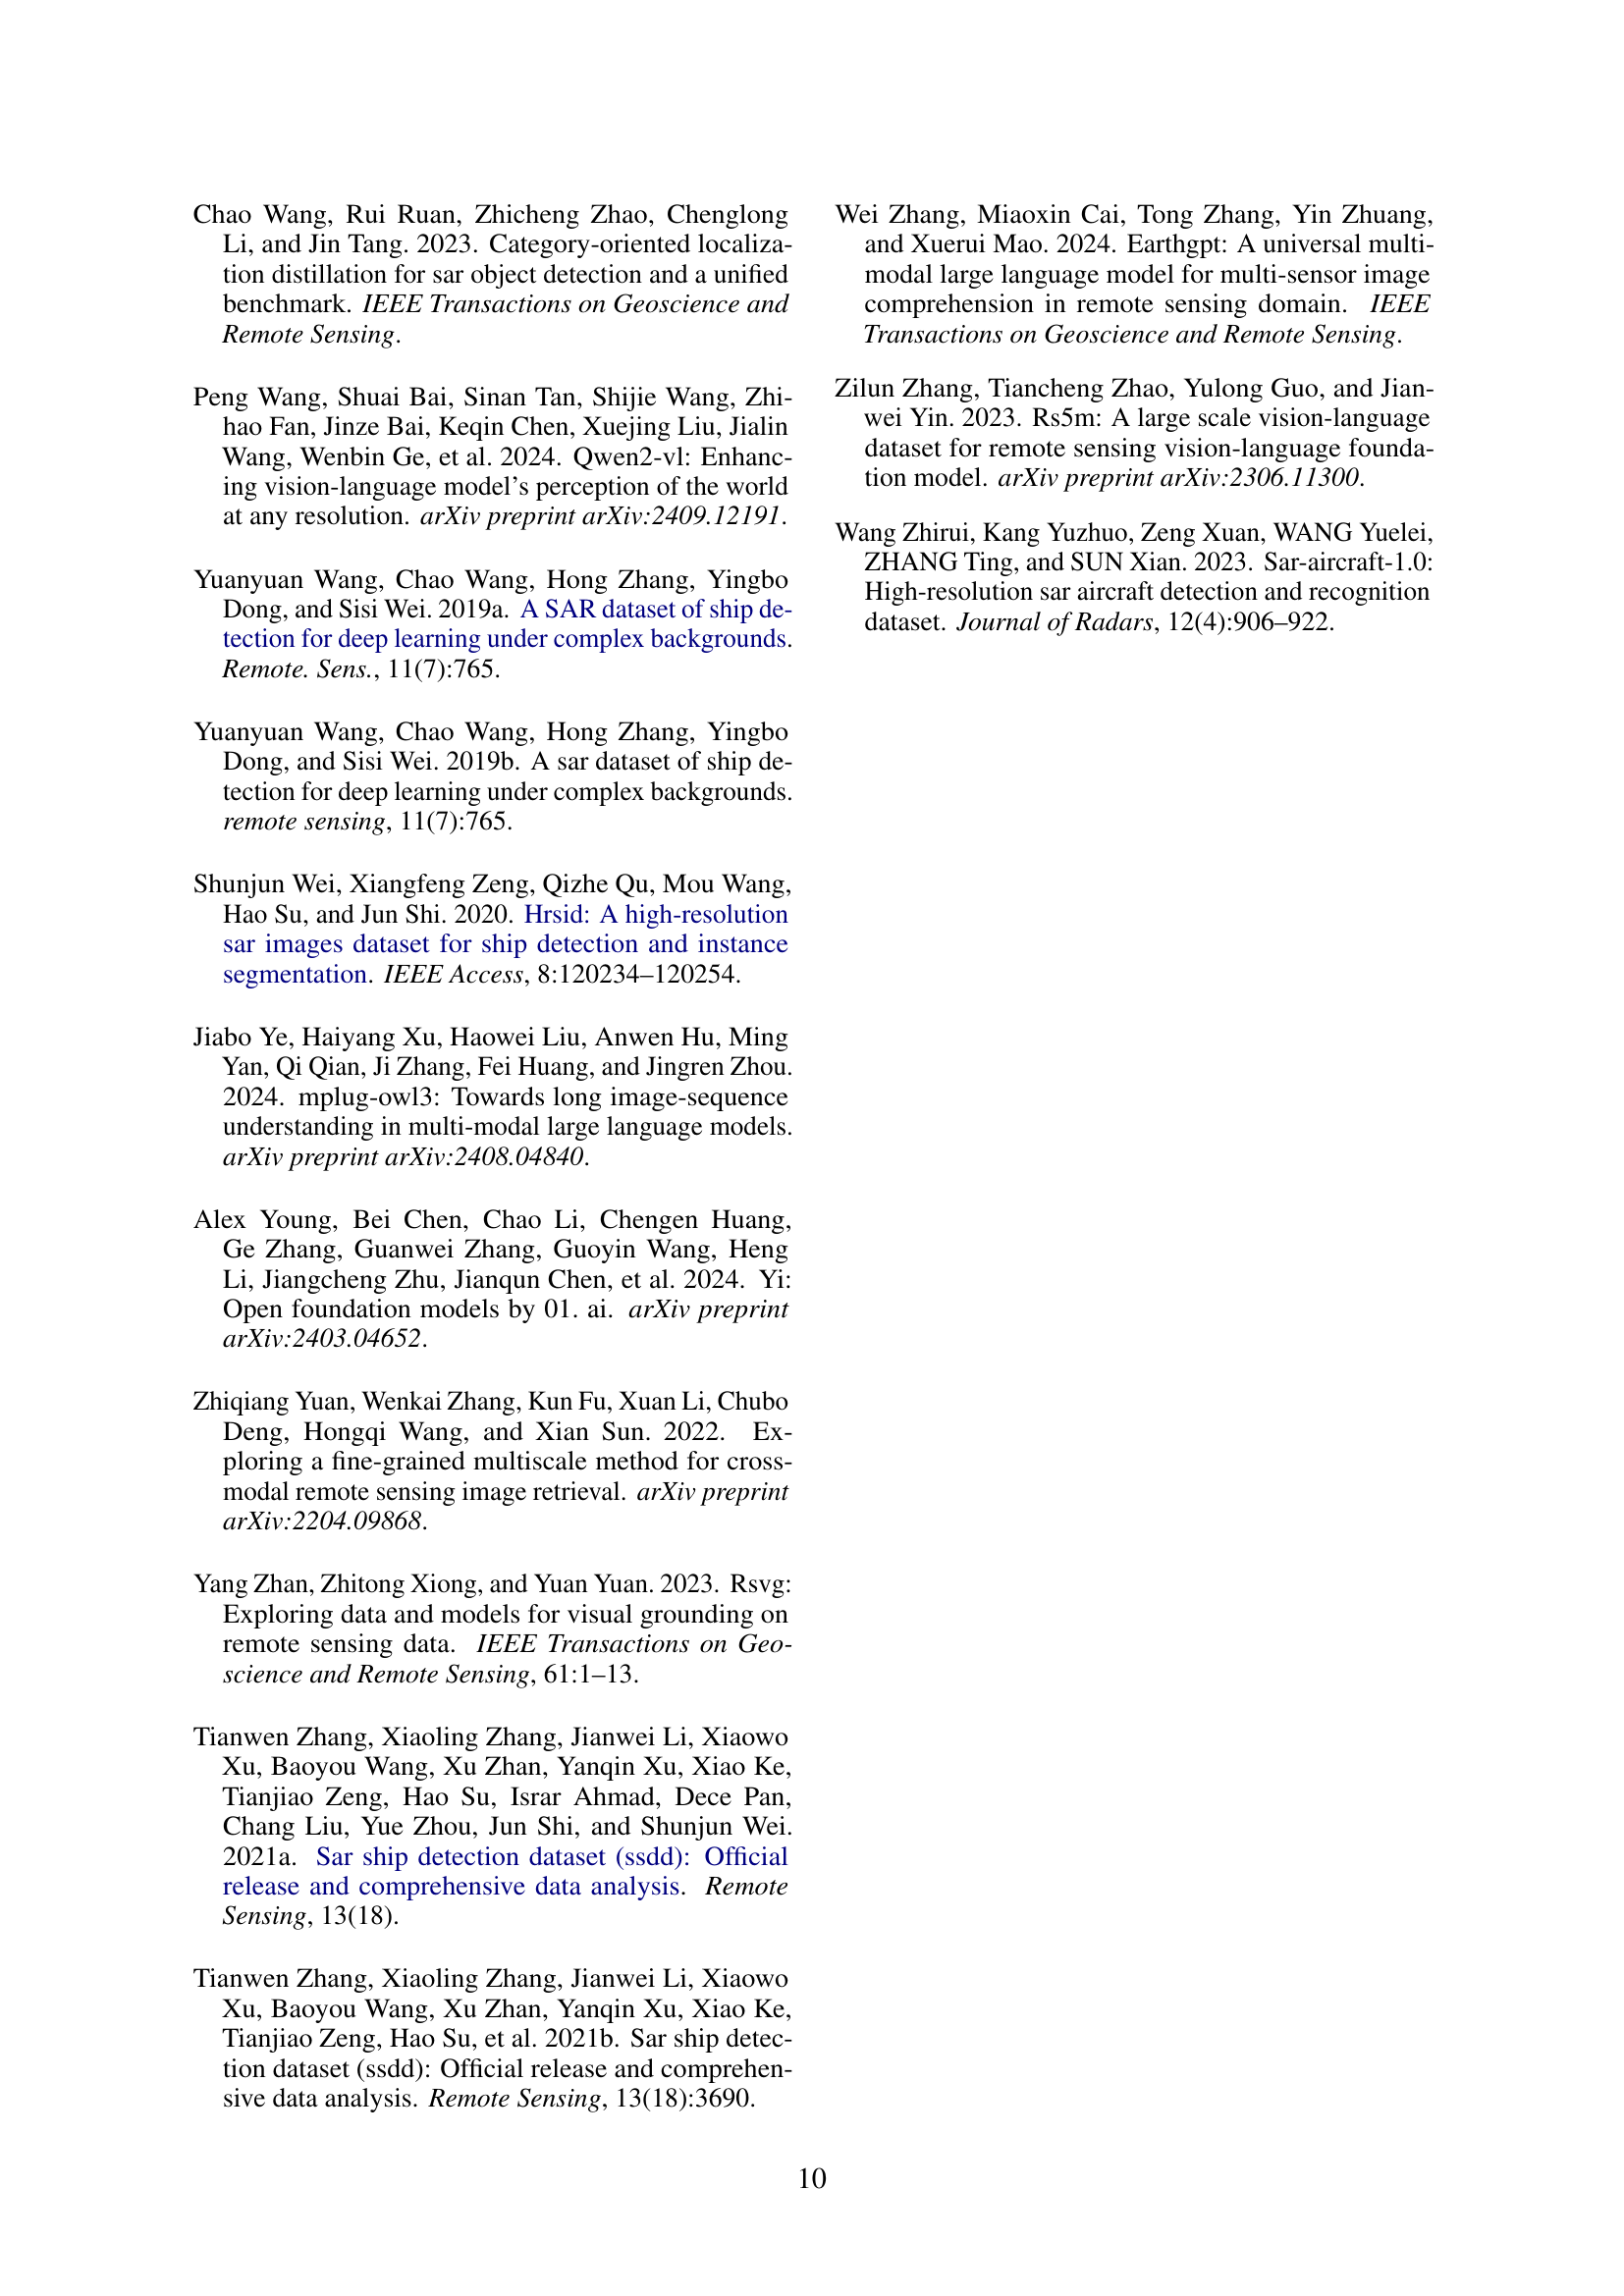 Chao Wang, Rui Ruan, Zhicheng Zhao, Chenglong
Li, and Jin Tang. 2023. Category-oriented localiza-
tion distillation for sar object detection and a unified
benchmark. IEEE Transactions on Geoscience and
Remote Sensing.
Peng Wang, Shuai Bai, Sinan Tan, Shijie Wang, Zhi-
hao Fan, Jinze Bai, Keqin Chen, Xuejing Liu, Jialin
Wang, Wenbin Ge, et al. 2024. Qwen2-vl: Enhanc-
ing vision-language model's perception of the world
at any resolution. arXiv preprint arXiv:2409.12191.
Yuanyuan Wang, Chao Wang, Hong Zhang, Yingbo
Dong, and Sisi Wei. 2019a. A SAR dataset of ship de-
tection for deep learning under complex backgrounds.
Remote. Sens., 11(7):765.
Yuanyuan Wang, Chao Wang, Hong Zhang, Yingbo
Dong, and Sisi Wei. 2019b. A sar dataset of ship de-
tection for deep learning under complex backgrounds.
remote sensing, 11(7):765.
Shunjun Wei, Xiangfeng Zeng, Qizhe Qu, Mou Wang,
Hao Su, and Jun Shi. 2020. Hrsid: A high-resolution
sar images dataset for ship detection and instance
segmentation. IEEE Access, 8:120234–120254.
Jiabo Ye, Haiyang Xu, Haowei Liu, Anwen Hu, Ming
Yan, Qi Qian, Ji Zhang, Fei Huang, and Jingren Zhou.
2024. mplug-owl3: Towards long image-sequence
understanding in multi-modal large language models.
arXiv preprint arXiv:2408.04840.
Alex Young, Bei Chen, Chao Li, Chengen Huang,
Ge Zhang, Guanwei Zhang, Guoyin Wang, Heng
Li, Jiangcheng Zhu, Jianqun Chen, et al. 2024. Yi:
Open foundation models by 01. ai. arXiv preprint
arXiv:2403.04652.
Zhiqiang Yuan, Wenkai Zhang, Kun Fu, Xuan Li, Chubo
Deng, Hongqi Wang, and Xian Sun. 2022. Ex-
ploring a fine-grained multiscale method for cross-
modal remote sensing image retrieval. arXiv preprint
arXiv:2204.09868.
Yang Zhan, Zhitong Xiong, and Yuan Yuan. 2023. Rsvg:
Exploring data and models for visual grounding on
remote sensing data. IEEE Transactions on Geo-
science and Remote Sensing, 61:1–13.
Tianwen Zhang, Xiaoling Zhang, Jianwei Li, Xiaowo
Xu, Baoyou Wang, Xu Zhan, Yanqin Xu, Xiao Ke,
Tianjiao Zeng, Hao Su, Israr Ahmad, Dece Pan,
Chang Liu, Yue Zhou, Jun Shi, and Shunjun Wei.
2021a. Sar ship detection dataset (ssdd): Official
release and comprehensive data analysis. Remote
Sensing, 13(18).
Tianwen Zhang, Xiaoling Zhang, Jianwei Li, Xiaowo
Xu, Baoyou Wang, Xu Zhan, Yanqin Xu, Xiao Ke,
Tianjiao Zeng, Hao Su, et al. 2021b. Sar ship detec-
tion dataset (ssdd): Official release and comprehen-
sive data analysis. Remote Sensing, 13(18):3690.
Wei Zhang, Miaoxin Cai, Tong Zhang, Yin Zhuang,
and Xuerui Mao. 2024. Earthgpt: A universal multi-
modal large language model for multi-sensor image
comprehension in remote sensing domain. IEEE
Transactions on Geoscience and Remote Sensing.
Zilun Zhang, Tiancheng Zhao, Yulong Guo, and Jian-
wei Yin. 2023. Rs5m: A large scale vision-language
dataset for remote sensing vision-language founda-
tion model. arXiv preprint arXiv:2306.11300.
Wang Zhirui, Kang Yuzhuo, Zeng Xuan, WANG Yuelei,
ZHANG Ting, and SUN Xian. 2023. Sar-aircraft-1.0:
High-resolution sar aircraft detection and recognition
dataset. Journal of Radars, 12(4):906–922.
10